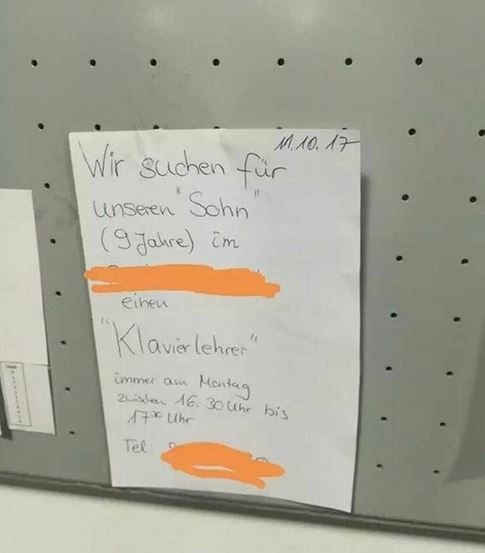 11.10.17
Wir suchen für
unseren "Sohn"
(9 Jahre) im
einen
"Klavierlehrer"
immer am Montag
zwischen 16.30 Uhr bis
17⁰⁰ Uhr
Tel: